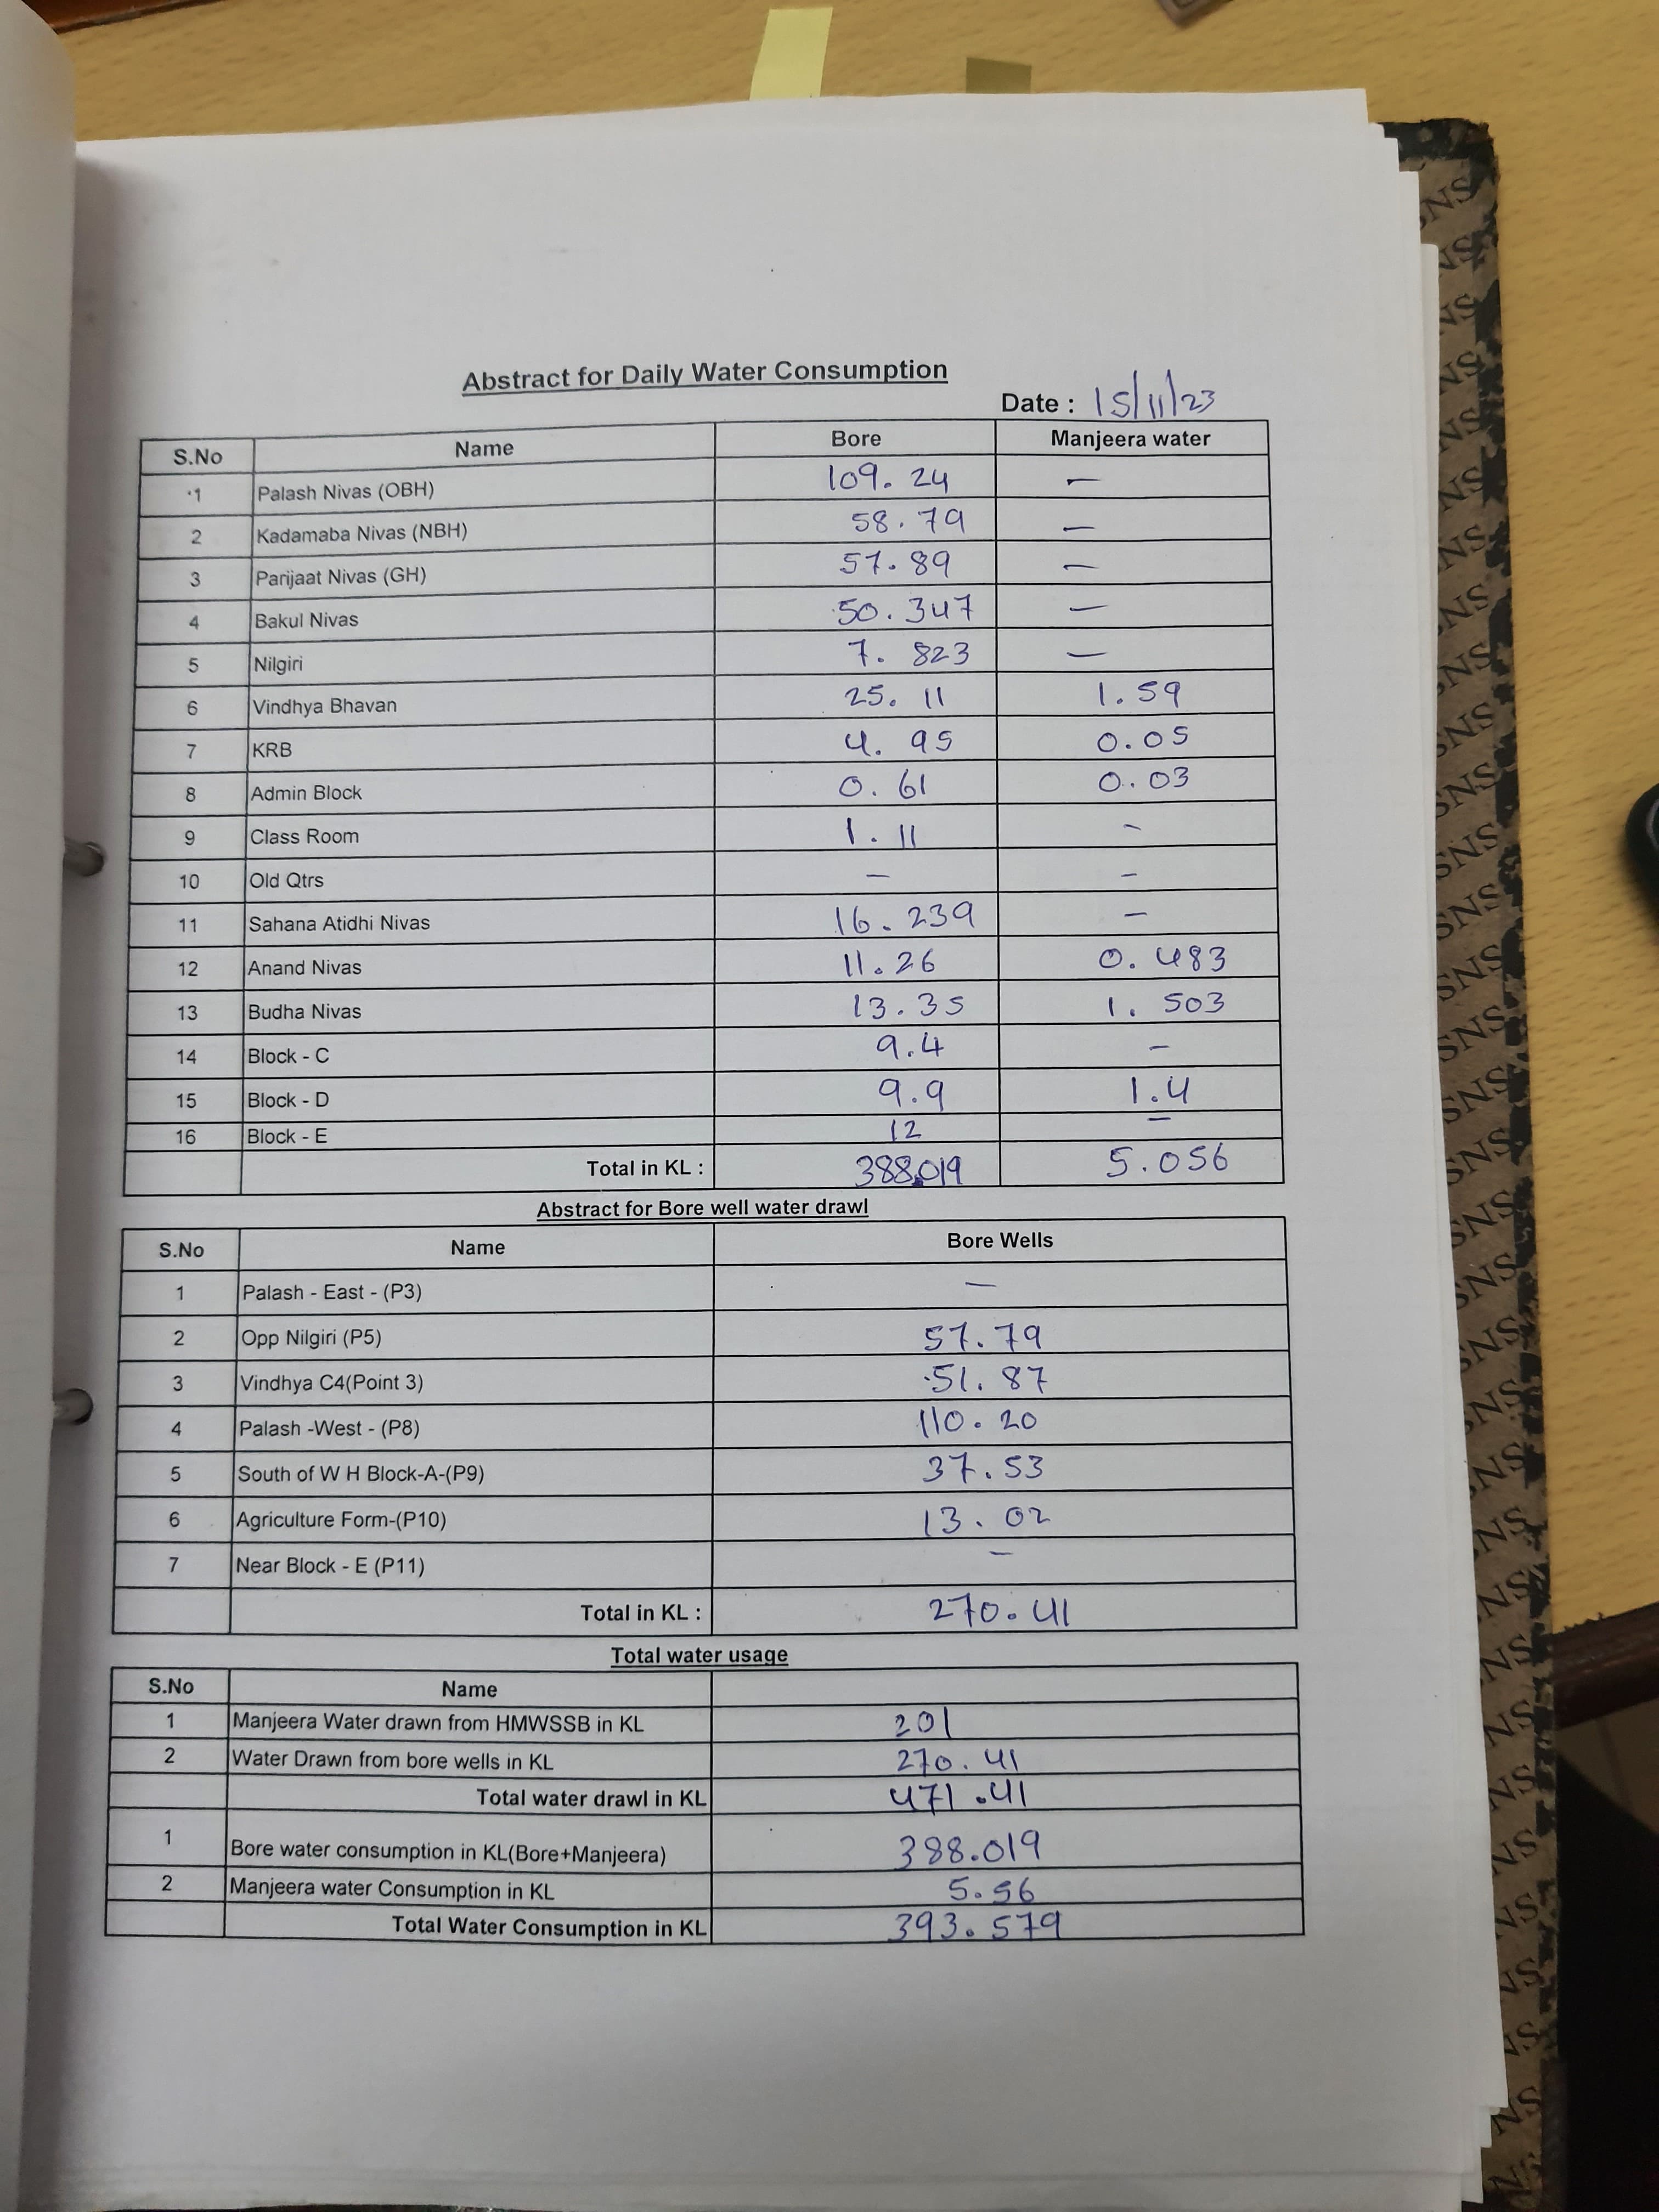 Abstract for Daily Water Consumption
Date : 15/11/23
S.No Name Bore Manjeera water
1 Palash Nivas (OBH) 109.24 —
2 Kadamaba Nivas (NBH) 58.79 —
3 Parijaat Nivas (GH) 57.89 —
4 Bakul Nivas 50.347 —
5 Nilgiri 7.823 —
6 Vindhya Bhavan 25.11 1.59
7 KRB 4.95 0.05
8 Admin Block 0.61 0.03
9 Class Room 1.11 -
10 Old Qtrs — -
11 Sahana Atidhi Nivas 16.239 —
12 Anand Nivas 11.26 0.483
13 Budha Nivas 13.35 1.503
14 Block - C 9.4 —
15 Block - D 9.9 1.4
16 Block - E 12 —
Total in KL : 388.019 5.056
Abstract for Bore well water drawl
S.No Name Bore Wells
1 Palash - East - (P3) —
2 Opp Nilgiri (P5) 57.79
3 Vindhya C4(Point 3) 51.87
4 Palash -West - (P8) 110.20
5 South of W H Block-A-(P9) 37.53
6 Agriculture Form-(P10) 13.02
7 Near Block - E (P11) —
Total in KL : 270.41
Total water usage
S.No Name
1 Manjeera Water drawn from HMWSSB in KL 201
2 Water Drawn from bore wells in KL 270.41
Total water drawl in KL 471.41
1 Bore water consumption in KL(Bore+Manjeera) 388.019
2 Manjeera water Consumption in KL 5.56
Total Water Consumption in KL 393.579